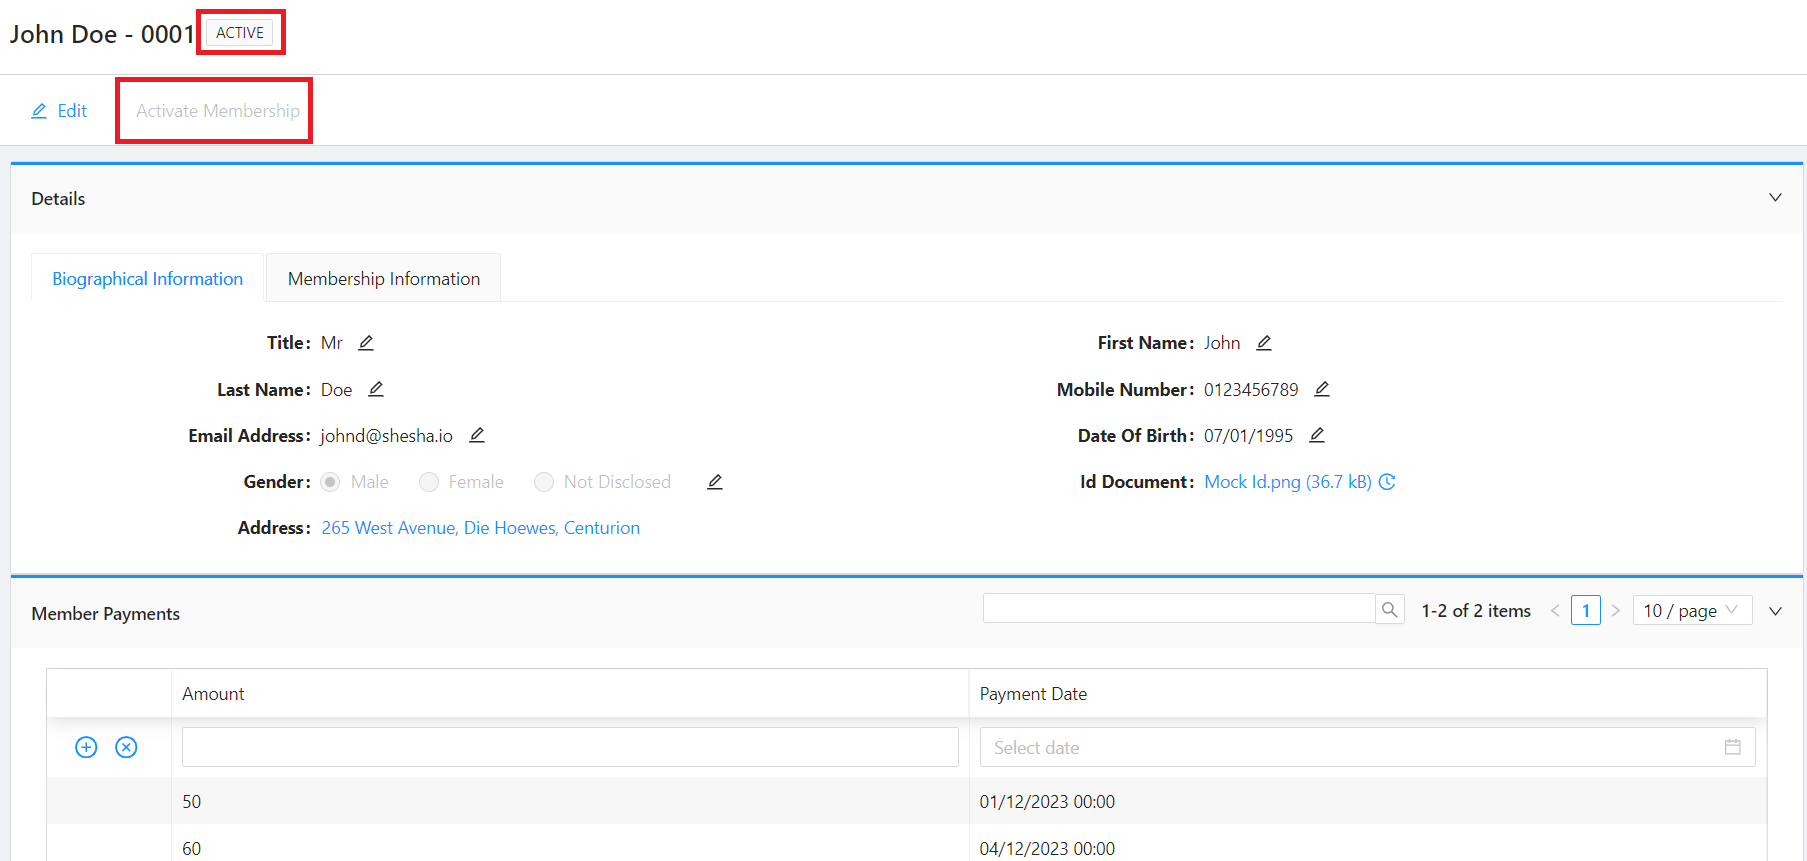 John Doe - 0001 ACTIVE
Edit Activate Membership
Details
Biographical Information Membership Information
Title: Mr First Name: John
Last Name: Doe Mobile Number: 0123456789
Email Address: johnd@shesha.io Date Of Birth: 07/01/1995
Gender: Male Female Not Disclosed Id Document: Mock Id.png (36.7 kB)
Address: 265 West Avenue, Die Hoewes, Centurion
Member Payments 1-2 of 2 items < 1 > 10 / page
Amount Payment Date
Select date
50 01/12/2023 00:00
60 04/12/2023 00:00